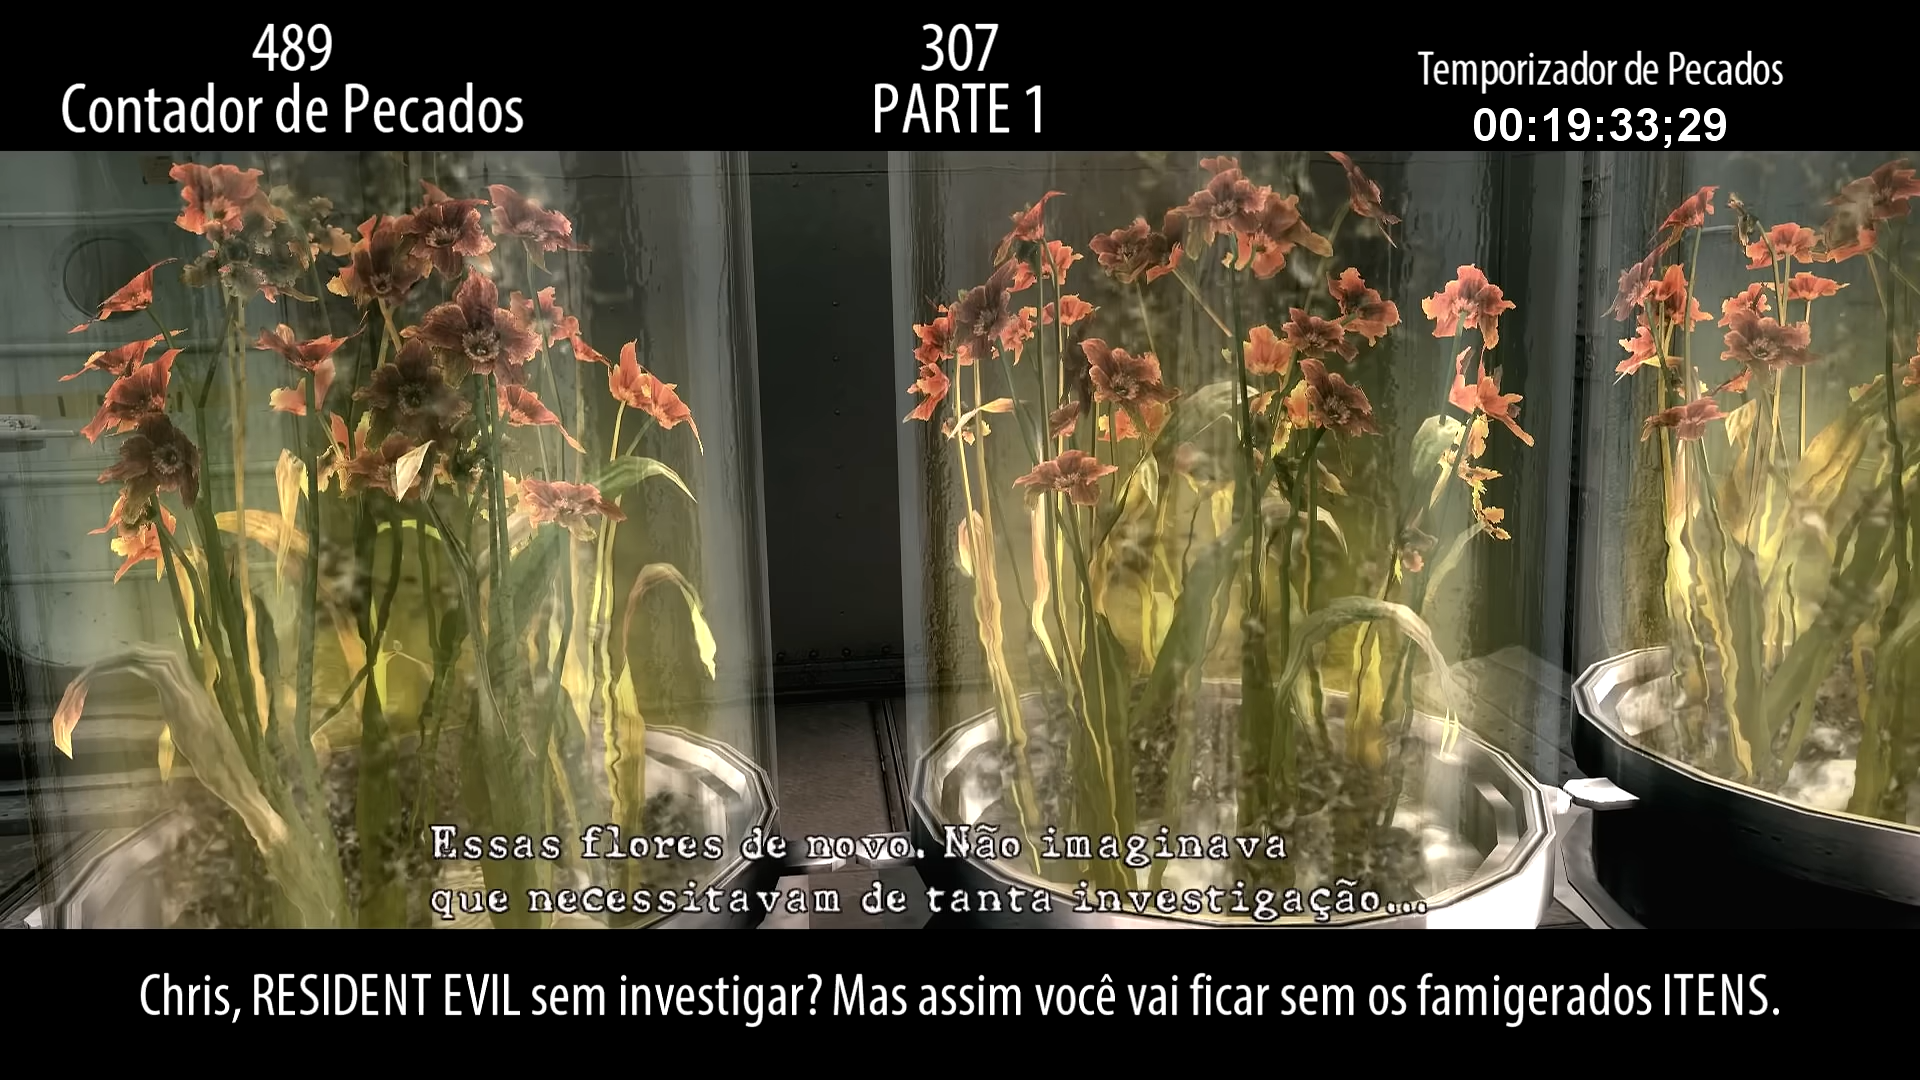 489
Contador de Pecados
307
PARTE 1
Temporizador de Pecados
00:19:33;29
Essas flores de novo. Não imaginava
que necessitavam de tanta investigação...
Chris, RESIDENT EVIL sem investigar? Mas assim você vai ficar sem os famigerados ITENS.